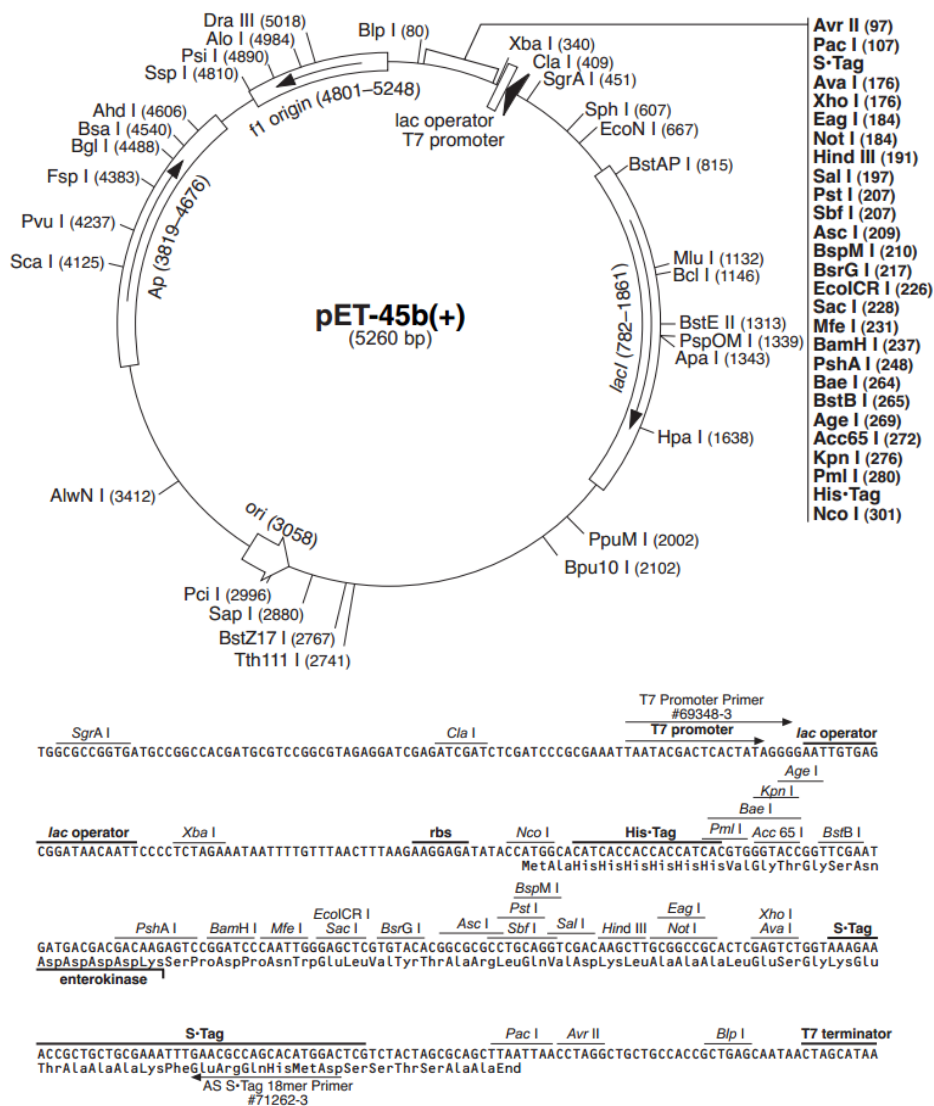 Dra III (5018)
Alo I (4984)
Psi I (4890)
Ssp I (4810)
Ahd I (4606)
Bsa I (4540)
Bgl I (4488)
Fsp I (4383)
Pvu I (4237)
Sca I (4125)
AlwN I (3412)
Pci I (2996)
Sap I (2880)
BstZ17 I (2767)
Tth111 I (2741)
Blp I (80)
Xba I (340)
Cla I (409)
SgrA I (451)
lac operator
T7 promoter
Sph I (607)
EcoN I (667)
BstAP I (815)
Mlu I (1132)
Bcl I (1146)
BstE II (1313)
PspOM I (1339)
Apa I (1343)
Hpa I (1638)
PpuM I (2002)
Bpu10 I (2102)
f1 origin (4801–5248)
Ap (3819–4676)
lacI (782–1861)
ori (3058)
pET-45b(+)
(5260 bp)
Avr II (97)
Pac I (107)
S•Tag
Ava I (176)
Xho I (176)
Eag I (184)
Not I (184)
Hind III (191)
Sal I (197)
Pst I (207)
Sbf I (207)
Asc I (209)
BspM I (210)
BsrG I (217)
EcoICR I (226)
Sac I (228)
Mfe I (231)
BamH I (237)
PshA I (248)
Bae I (264)
BstB I (265)
Age I (269)
Acc65 I (272)
Kpn I (276)
Pml I (280)
His•Tag
Nco I (301)
T7 Promoter Primer
#69348-3
SgrA I Cla I T7 promoter lac operator
TGGCGCCGGTGATGCCGGCCACGATGCGTCCGGCGTAGAGGATCGAGATCGATCTCGATCCCGCGAAATTAATACGACTCACTATAGGGGAATTGTGAG
Age I
Kpn I
Bae I
lac operator Xba I rbs Nco I His•Tag Pml I Acc 65 I BstB I
CGGATAACAATTCCCCTCTAGAAATAATTTTGTTTAACTTTAAGAAGGAGATATACCATGGCACATCACCACCACCATCACGTGGGTACCGGTTCGAAT
MetAlaHisHisHisHisHisHisValGlyThrGlySerAsn
BspM I
EcoICR I Pst I Eag I Xho I
PshA I BamH I Mfe I Sac I BsrG I Asc I Sbf I Sal I Hind III Not I Ava I S•Tag
GATGACGACGACAAGAGTCCGGATCCCAATTGGGAGCTCGTGTACACGGCGCGCCTGCAGGTCGACAAGCTTGCGGCCGCACTCGAGTCTGGTAAAGAA
AspAspAspAspLysSerProAspProAsnTrpGluLeuValTyrThrAlaArgLeuGlnValAspLysLeuAlaAlaAlaLeuGluSerGlyLysGlu
enterokinase
S•Tag Pac I Avr II Blp I T7 terminator
ACCGCTGCTGCGAAATTTGAACGCCAGCACATGGACTCGTCTACTAGCGCAGCTTAATTAACCTAGGCTGCTGCCACCGCTGAGCAATAACTAGCATAA
ThrAlaAlaAlaLysPheGluArgGlnHisMetAspSerSerThrSerAlaAlaEnd
AS S•Tag 18mer Primer
#71262-3